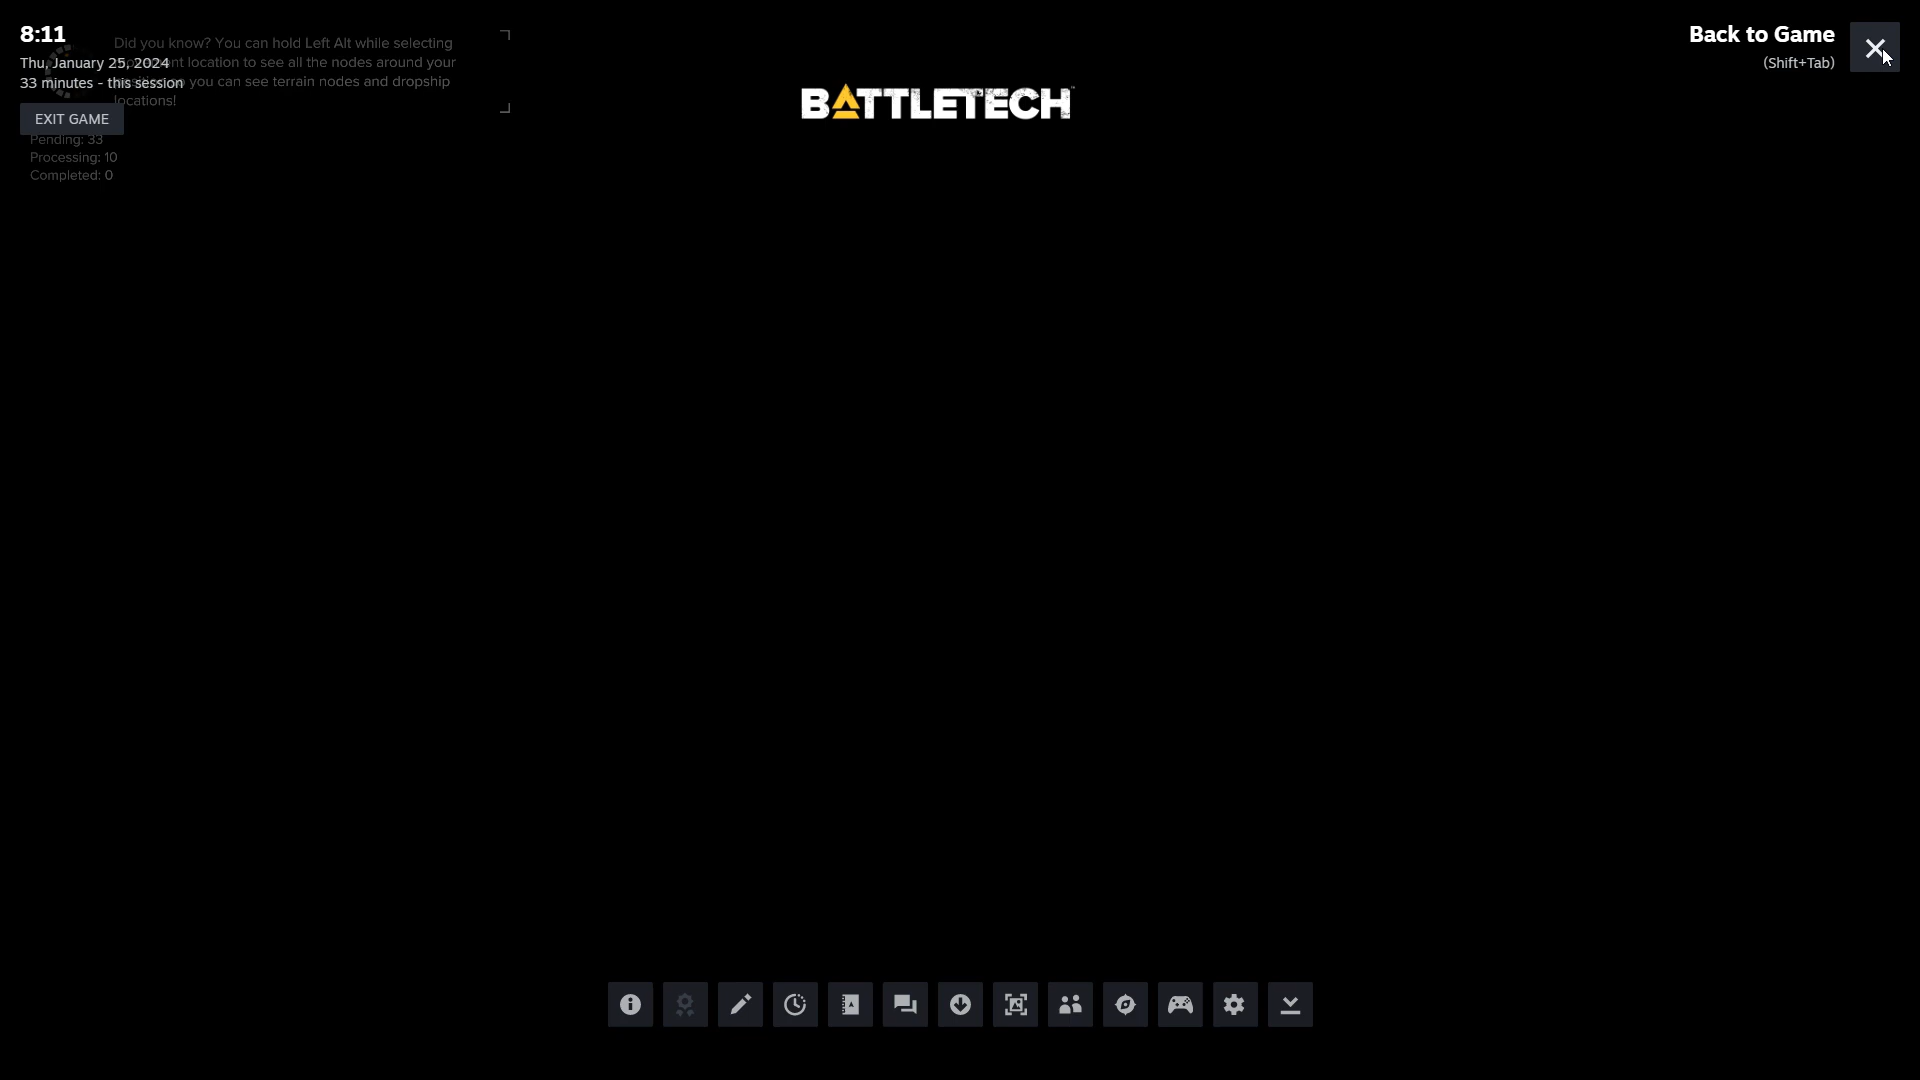 8:11
Thu, January 25, 2024
33 minutes - this session
EXIT GAME
Did you know? You can hold Left Alt while selecting
location to see all the nodes around your
you can see terrain nodes and dropship
locations!
Pending: 33
Processing: 10
Completed: 0
BATTLETECH
Back to Game
(Shift+Tab)